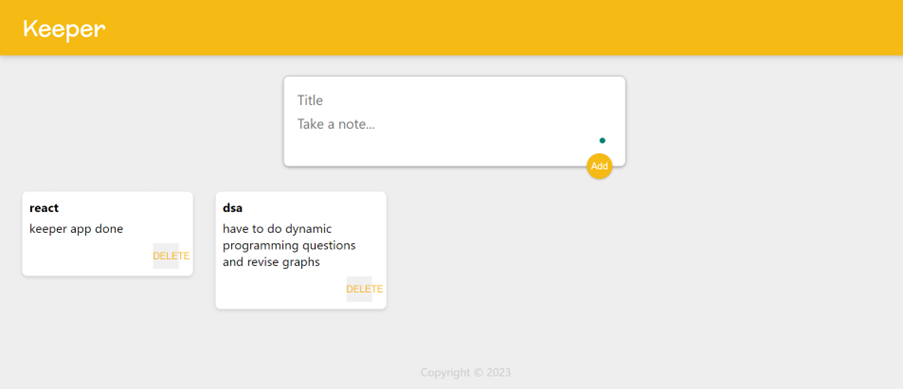 Keeper
Title
Take a note...
Add
react
keeper app done
DELETE
dsa
have to do dynamic
programming questions
and revise graphs
DELETE
Copyright © 2023